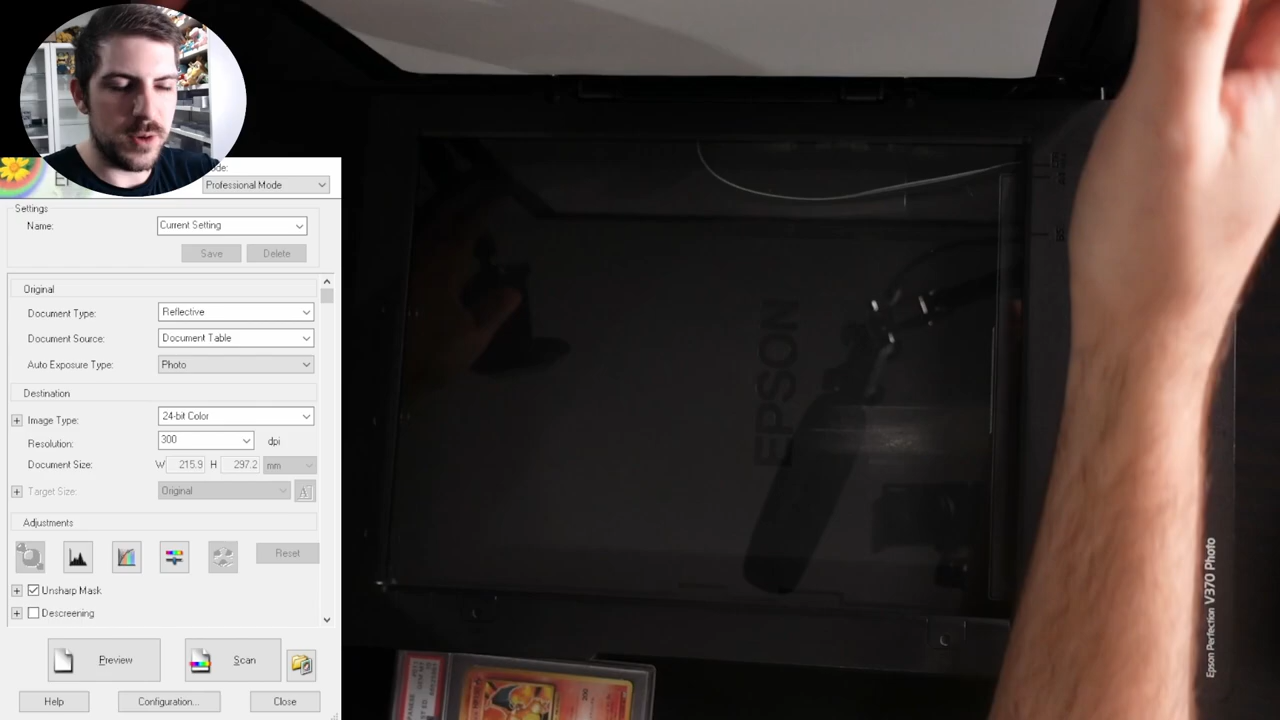 Professional Mode
Settings
Name:
Current Setting
Save
Delete
Original
Document Type:
Reflective
Document Source:
Document Table
Auto Exposure Type:
Photo
Destination
Image Type:
24-bit Color
Resolution:
300
dpi
Document Size:
W 215.9 H 297.2 mm
Target Size:
Original
Adjustments
Reset
Unsharp Mask
Descreening
Preview
Scan
Help
Configuration...
Close
EPSON
Epson Perfection V370 Photo